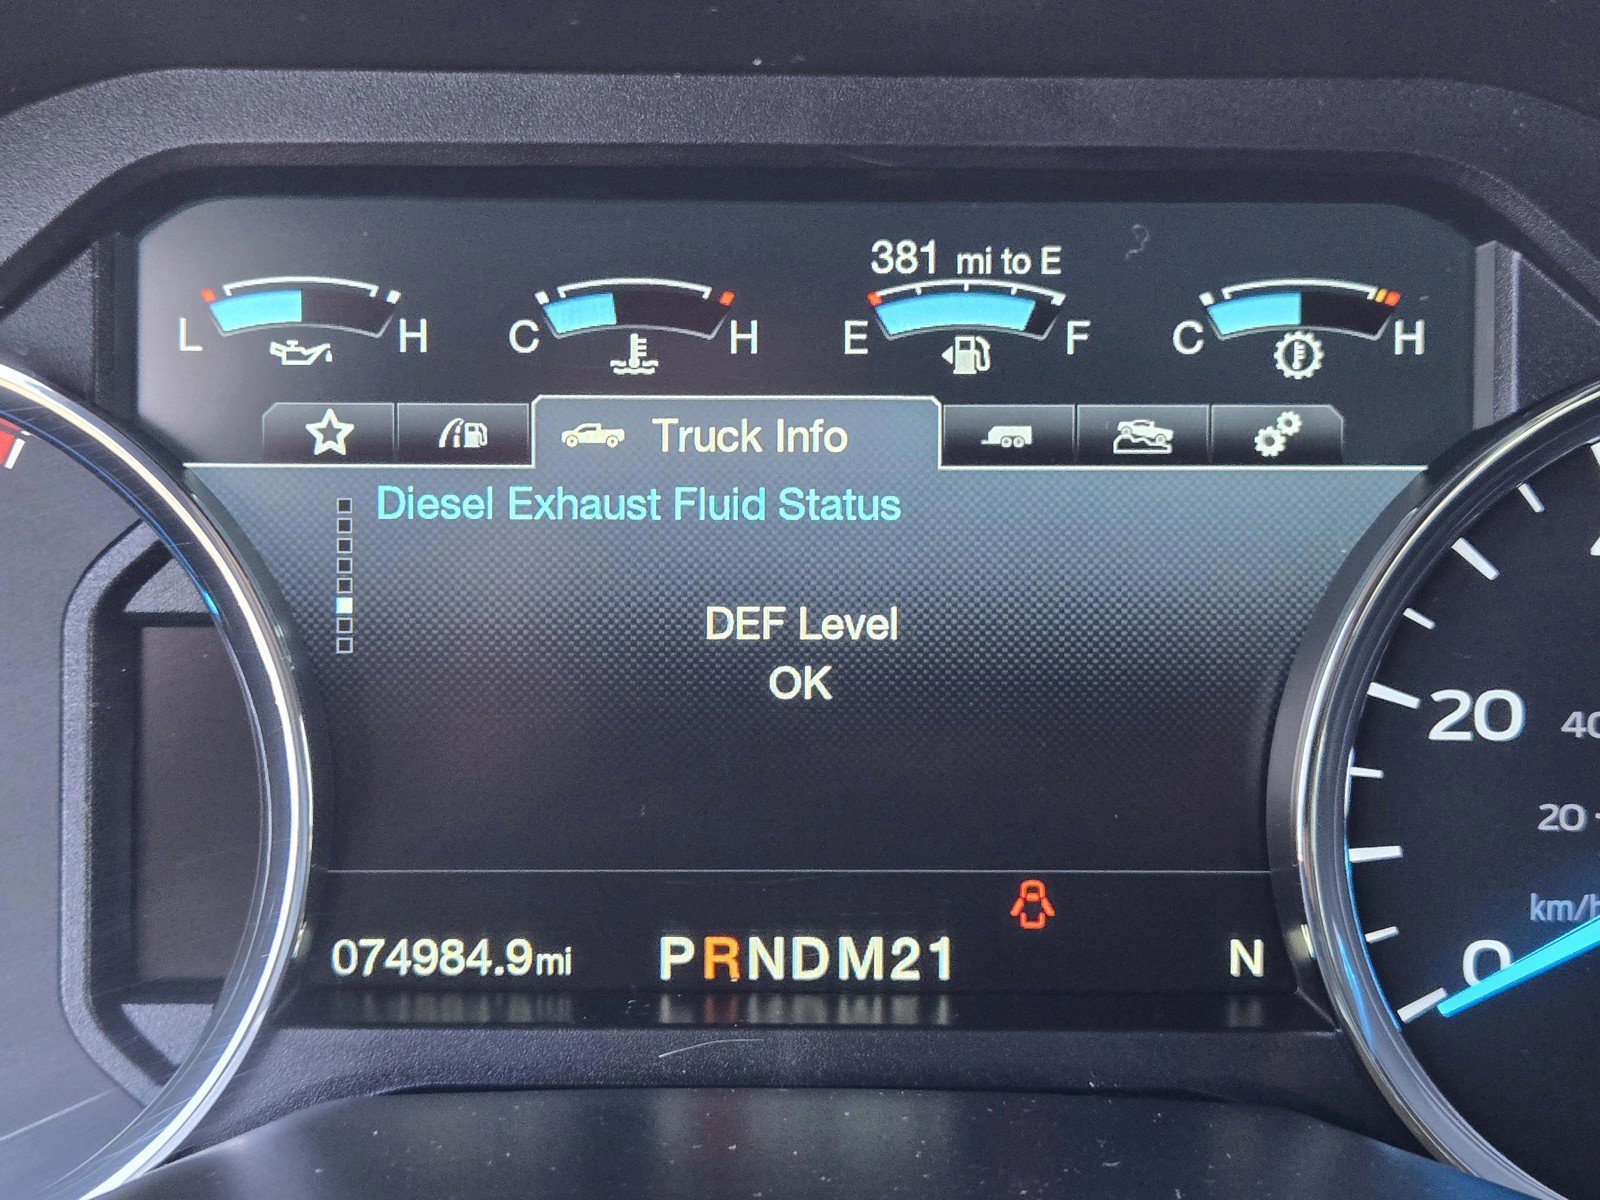 381 mi to E
L H C H E F C H
Truck Info
Diesel Exhaust Fluid Status
DEF Level
OK
074984.9mi PRNDM21 N
20
20
km/h
0